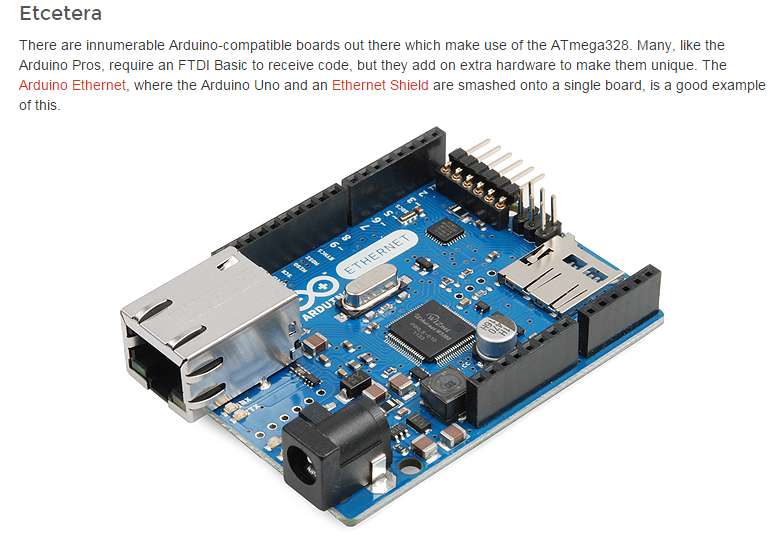 Etcetera
There are innumerable Arduino-compatible boards out there which make use of the ATmega328. Many, like the
Arduino Pros, require an FTDI Basic to receive code, but they add on extra hardware to make them unique. The
Arduino Ethernet, where the Arduino Uno and an Ethernet Shield are smashed onto a single board, is a good example
of this.
ETHERNET
RX
TX